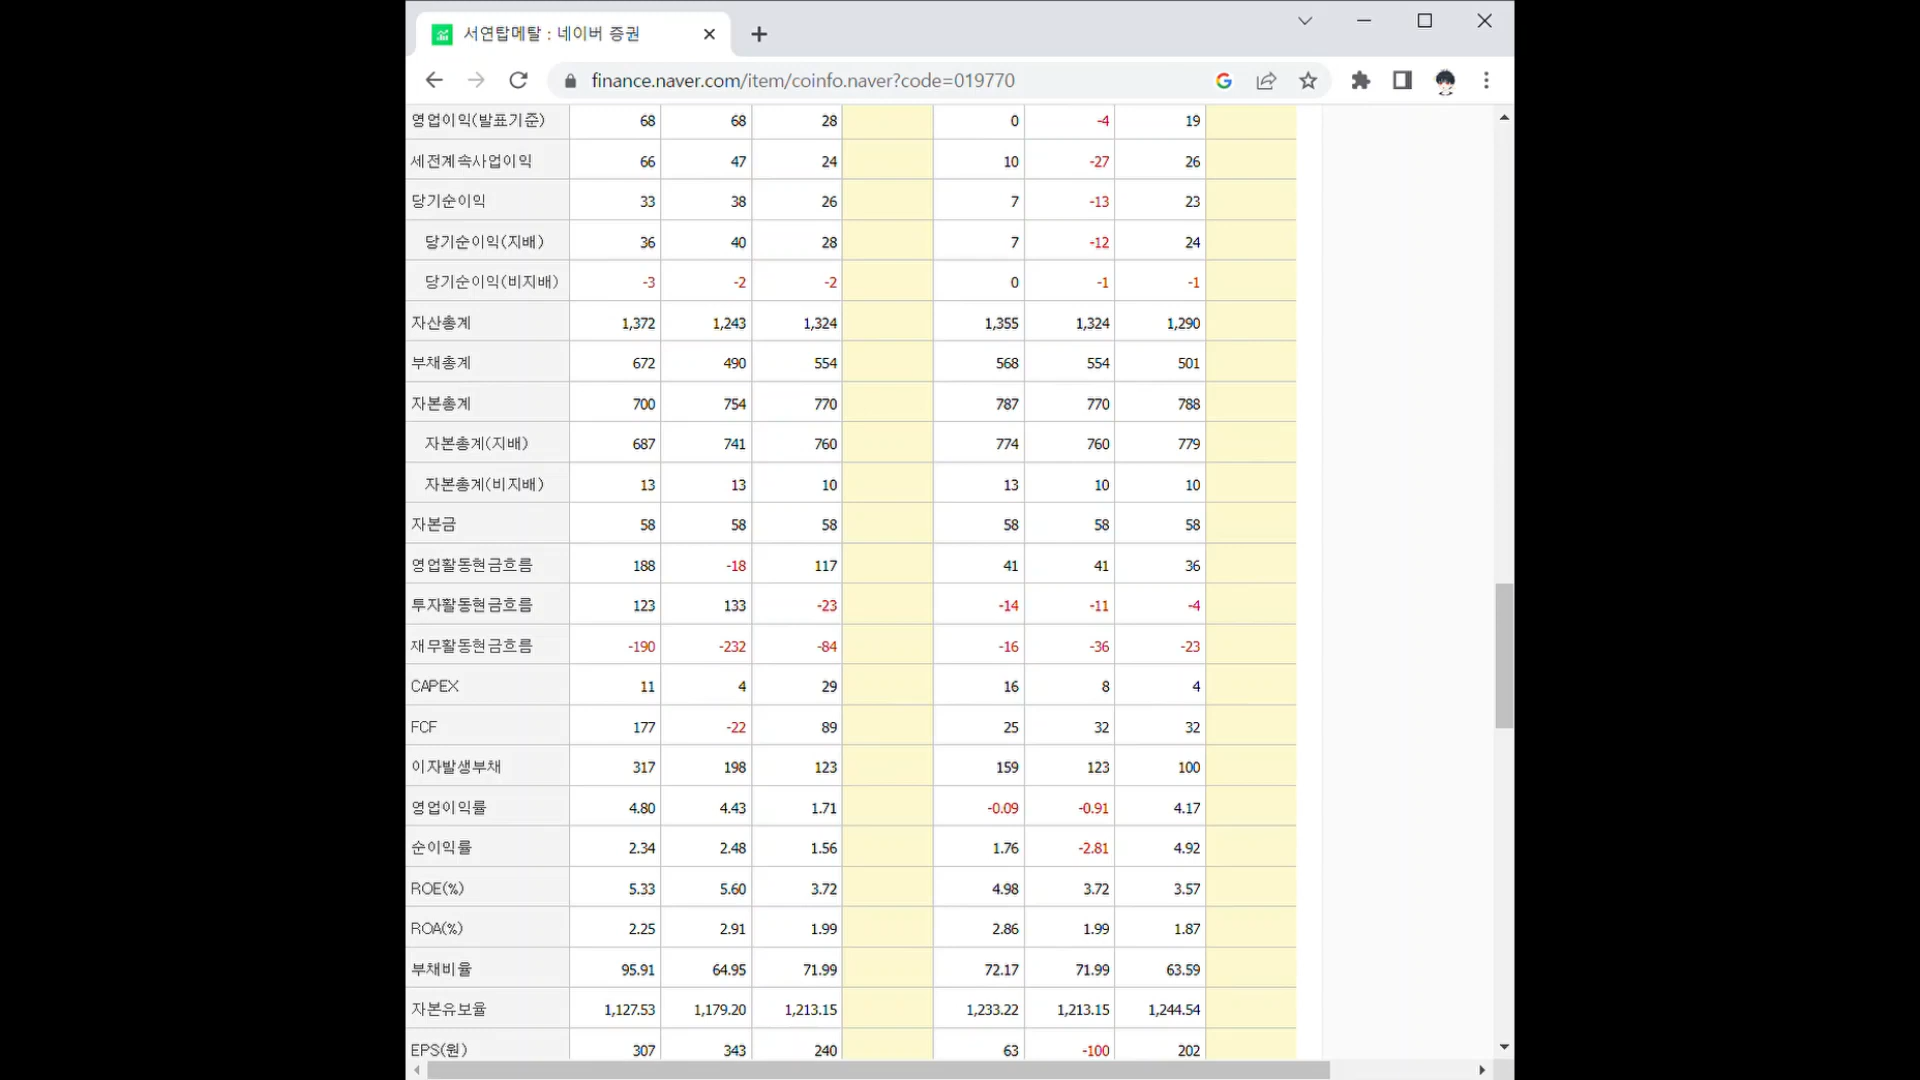 서연탑메탈 : 네이버 증권
finance.naver.com/item/coinfo.naver?code=019770
영업이익(발표기준) 68 68 28 0 -4 19
세전계속사업이익 66 47 24 10 -27 26
당기순이익 33 38 26 7 -13 23
당기순이익(지배) 36 40 28 7 -12 24
당기순이익(비지배) -3 -2 -2 0 -1 -1
자산총계 1,372 1,243 1,324 1,355 1,324 1,290
부채총계 672 490 554 568 554 501
자본총계 700 754 770 787 770 788
자본총계(지배) 687 741 760 774 760 779
자본총계(비지배) 13 13 10 13 10 10
자본금 58 58 58 58 58 58
영업활동현금흐름 188 -18 117 41 41 36
투자활동현금흐름 123 133 -23 -14 -11 -4
재무활동현금흐름 -190 -232 -84 -16 -36 -23
CAPEX 11 4 29 16 8 4
FCF 177 -22 89 25 32 32
이자발생부채 317 198 123 159 123 100
영업이익률 4.80 4.43 1.71 -0.09 -0.91 4.17
순이익률 2.34 2.48 1.56 1.76 -2.81 4.92
ROE(%) 5.33 5.60 3.72 4.98 3.72 3.57
ROA(%) 2.25 2.91 1.99 2.86 1.99 1.87
부채비율 95.91 64.95 71.99 72.17 71.99 63.59
자본유보율 1,127.53 1,179.20 1,213.15 1,233.22 1,213.15 1,244.54
EPS(원) 307 343 240 63 -100 202